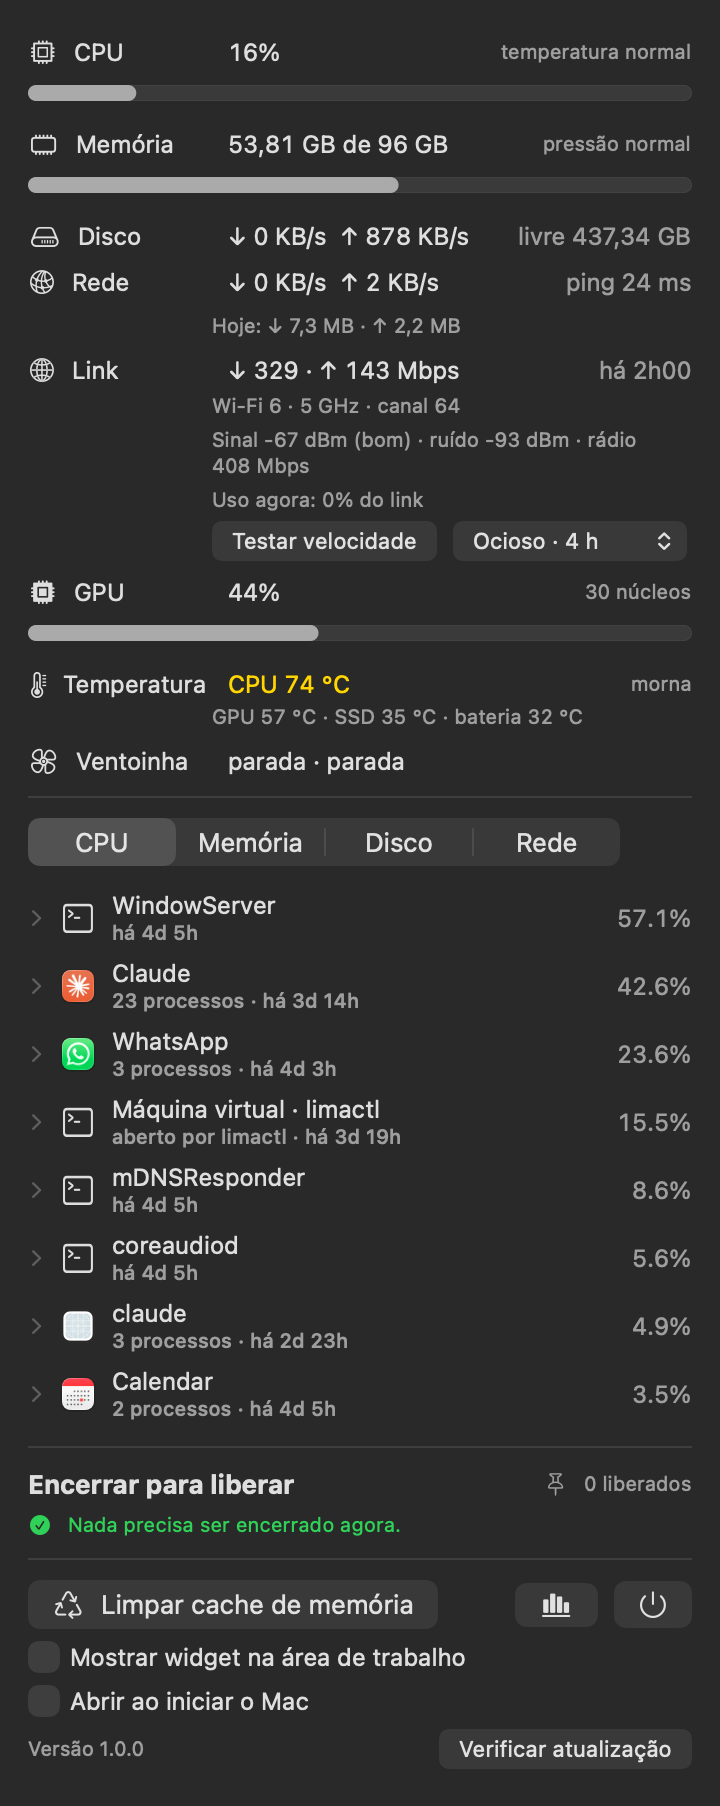 CPU 16% temperatura normal
Memória 53,81 GB de 96 GB pressão normal
Disco ↓ 0 KB/s ↑ 878 KB/s livre 437,34 GB
Rede ↓ 0 KB/s ↑ 2 KB/s ping 24 ms
Hoje: ↓ 7,3 MB · ↑ 2,2 MB
Link ↓ 329 · ↑ 143 Mbps há 2h00
Wi-Fi 6 · 5 GHz · canal 64
Sinal -67 dBm (bom) · ruído -93 dBm · rádio
408 Mbps
Uso agora: 0% do link
Testar velocidade Ocioso · 4 h
GPU 44% 30 núcleos
Temperatura CPU 74 °C morna
GPU 57 °C · SSD 35 °C · bateria 32 °C
Ventoinha parada · parada
CPU Memória Disco Rede
WindowServer 57.1%
há 4d 5h
Claude 42.6%
23 processos · há 3d 14h
WhatsApp 23.6%
3 processos · há 4d 3h
Máquina virtual · limactl 15.5%
aberto por limactl · há 3d 19h
mDNSResponder 8.6%
há 4d 5h
coreaudiod 5.6%
há 4d 5h
claude 4.9%
3 processos · há 2d 23h
Calendar 3.5%
2 processos · há 4d 5h
Encerrar para liberar 0 liberados
Nada precisa ser encerrado agora.
Limpar cache de memória
Mostrar widget na área de trabalho
Abrir ao iniciar o Mac
Versão 1.0.0 Verificar atualização